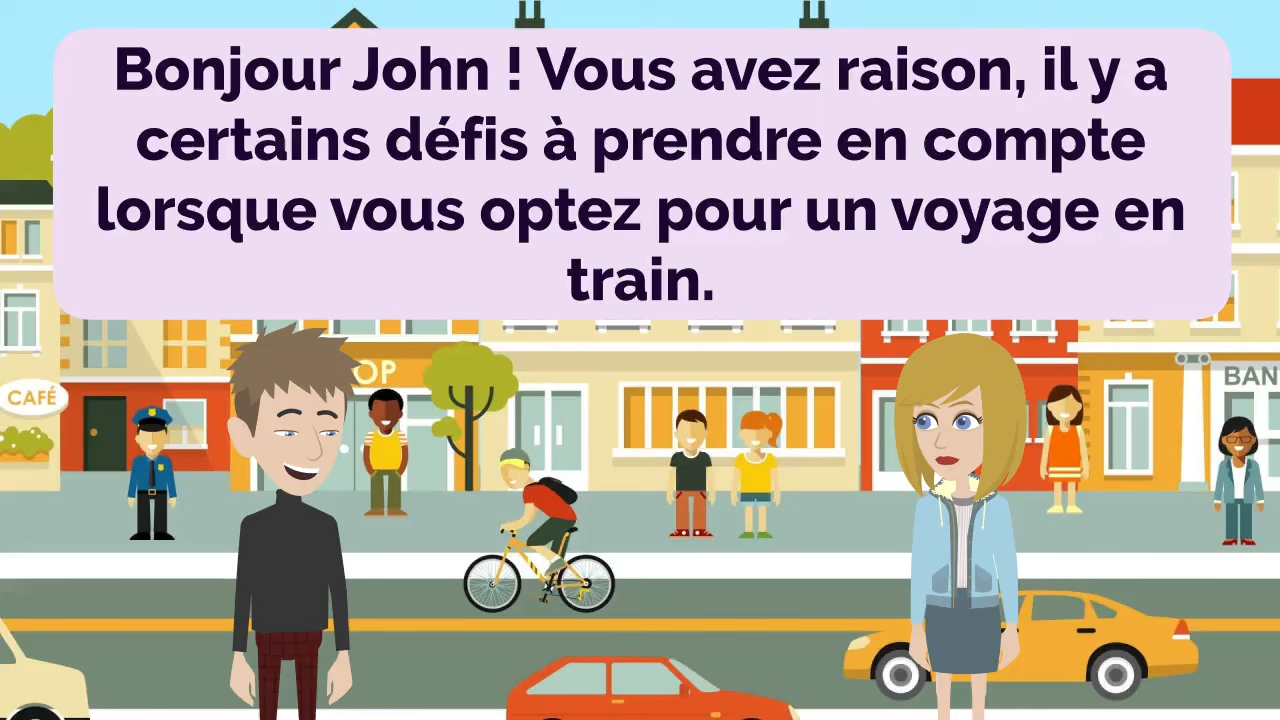 Bonjour John ! Vous avez raison, il y a
certains défis à prendre en compte
lorsque vous optez pour un voyage en
train.
OP
CAFÉ
BAN